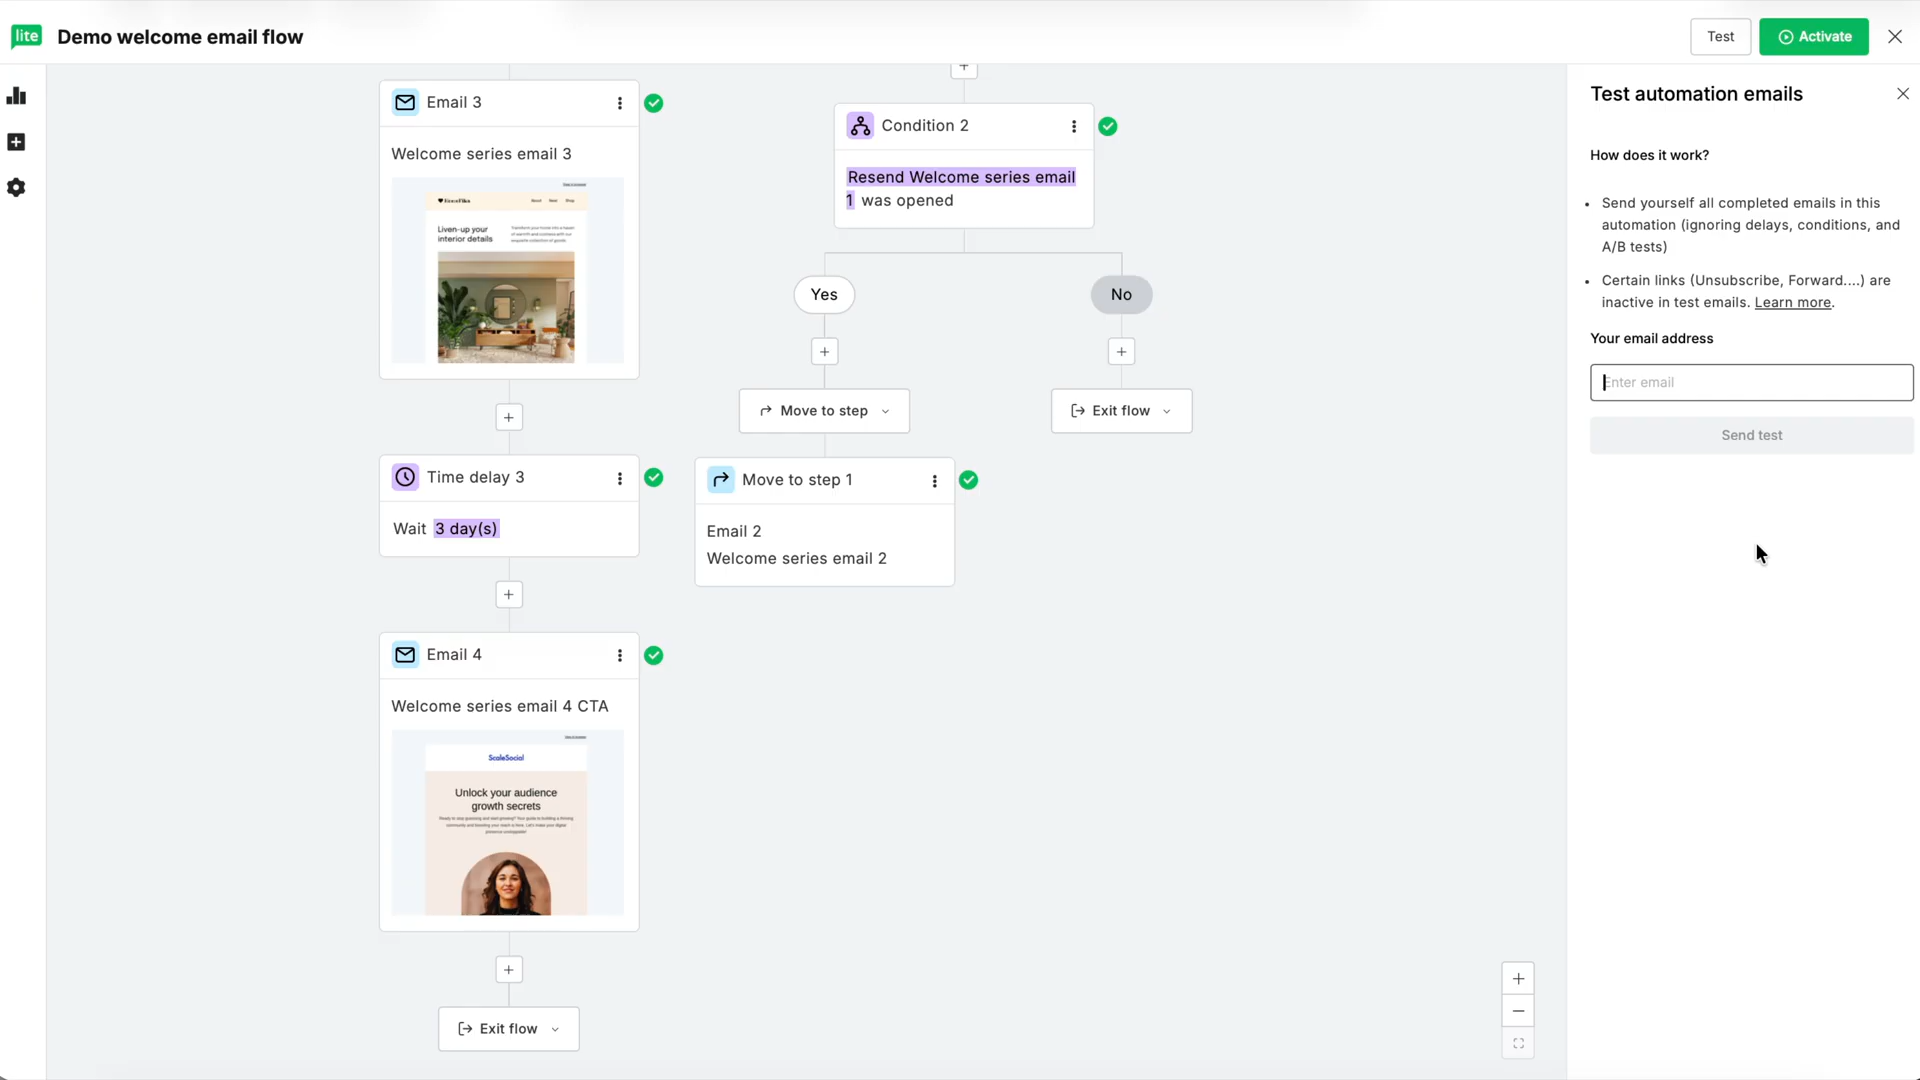 lite
Demo welcome email flow
Test
Activate
Email 3
Welcome series email 3
Liven-up your
interior details
Time delay 3
Wait 3 day(s)
Email 4
Welcome series email 4 CTA
ScaleSocial
Unlock your audience
growth secrets
Exit flow
Condition 2
Resend Welcome series email
1 was opened
Yes
No
Move to step
Exit flow
Move to step 1
Email 2
Welcome series email 2
Test automation emails
How does it work?
• Send yourself all completed emails in this
automation (ignoring delays, conditions, and
A/B tests)
• Certain links (Unsubscribe, Forward....) are
inactive in test emails. Learn more.
Your email address
Enter email
Send test